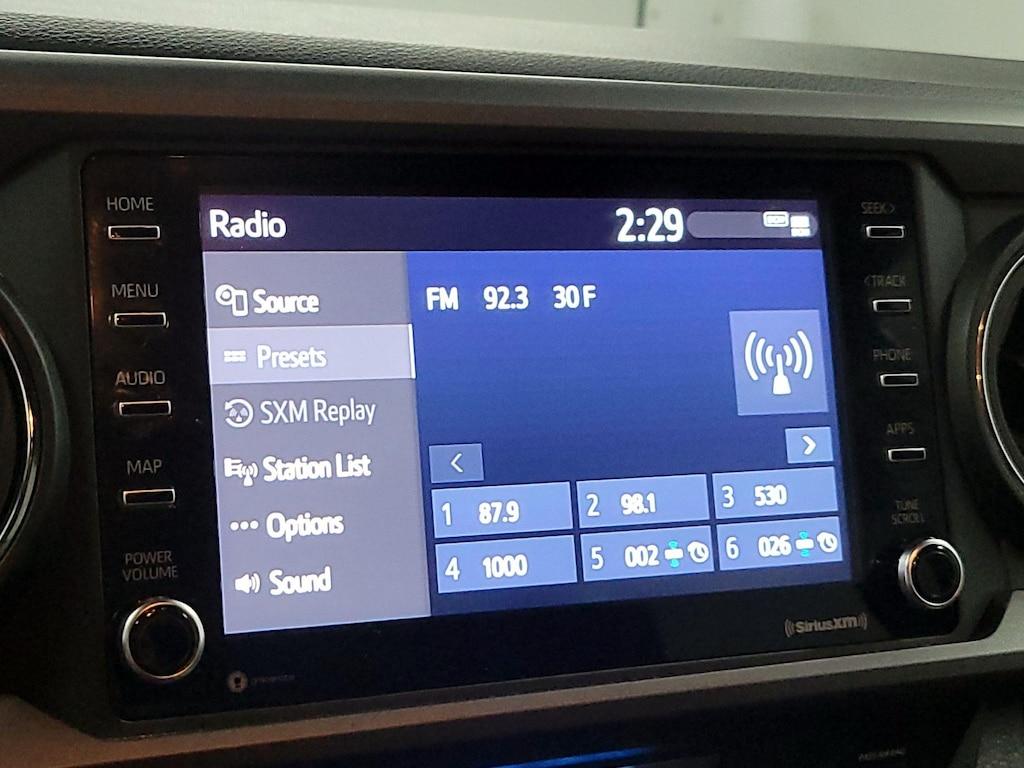 HOME
MENU
AUDIO
MAP
POWER
VOLUME
Radio
2:29
Source
Presets
SXM Replay
Station List
Options
Sound
FM 92.3 30 F
1 87.9
2 98.1
3 530
4 1000
5 002
6 026
SEEK >
< TRACK
PHONE
APPS
TUNE
SCROLL
SiriusXM
gracenote